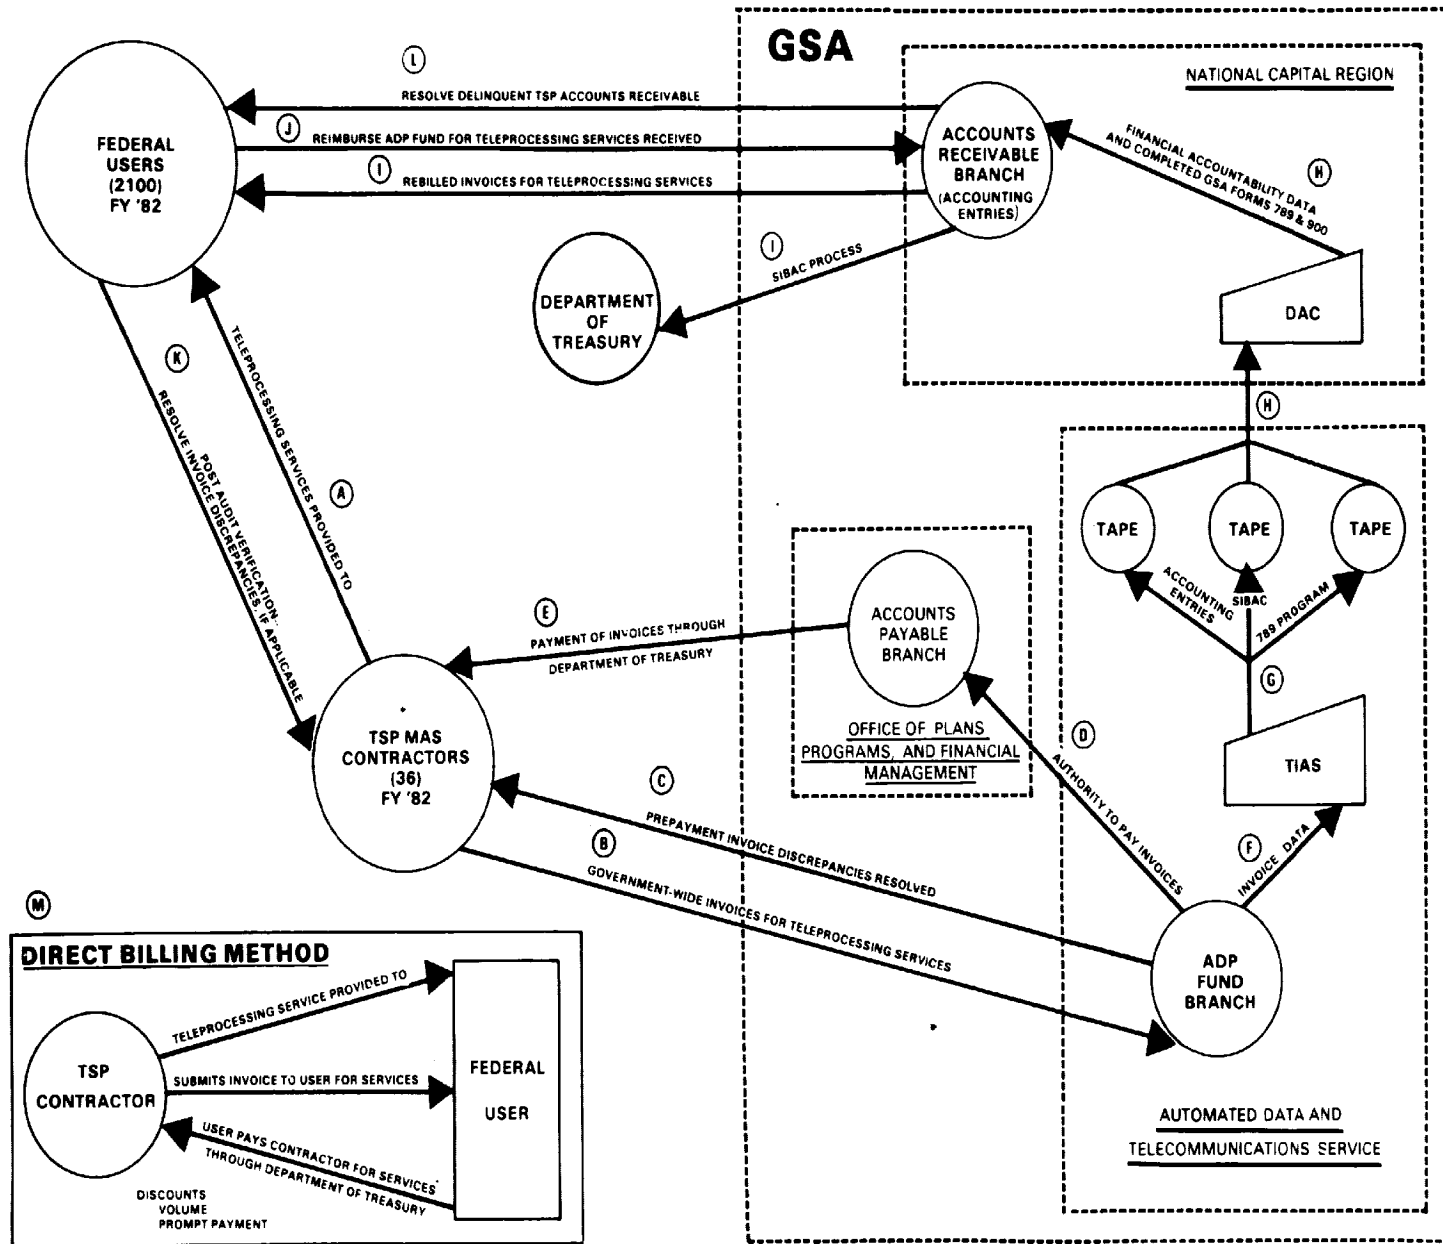 GSA
NATIONAL CAPITAL REGION
L
RESOLVE DELINQUENT TSP ACCOUNTS RECEIVABLE
J
REIMBURSE ADP FUND FOR TELEPROCESSING SERVICES RECEIVED
I
REBILLED INVOICES FOR TELEPROCESSING SERVICES
FEDERAL
USERS
(2100)
FY '82
ACCOUNTS
RECEIVABLE
BRANCH
(ACCOUNTING
ENTRIES)
FINANCIAL ACCOUNTABILITY DATA
AND COMPLETED GSA FORMS 789 & 900
H
I
SIBAC PROCESS
DEPARTMENT
OF
TREASURY
DAC
H
K
POST AUDIT VERIFICATION--
RESOLVE INVOICE DISCREPANCIES, IF APPLICABLE
TELEPROCESSING SERVICES PROVIDED TO
A
TAPE
TAPE
TAPE
ACCOUNTING
ENTRIES
SIBAC
789 PROGRAM
G
TIAS
E
PAYMENT OF INVOICES THROUGH
DEPARTMENT OF TREASURY
ACCOUNTS
PAYABLE
BRANCH
OFFICE OF PLANS
PROGRAMS, AND FINANCIAL
MANAGEMENT
TSP MAS
CONTRACTORS
(36)
FY '82
D
AUTHORITY TO PAY INVOICES
C
PREPAYMENT INVOICE DISCREPANCIES RESOLVED
B
GOVERNMENT-WIDE INVOICES FOR TELEPROCESSING SERVICES
F
INVOICE DATA
ADP
FUND
BRANCH
AUTOMATED DATA AND
TELECOMMUNICATIONS SERVICE
M
DIRECT BILLING METHOD
TELEPROCESSING SERVICE PROVIDED TO
TSP
CONTRACTOR
SUBMITS INVOICE TO USER FOR SERVICES
FEDERAL
USER
USER PAYS CONTRACTOR FOR SERVICES
THROUGH DEPARTMENT OF TREASURY
DISCOUNTS
VOLUME
PROMPT PAYMENT